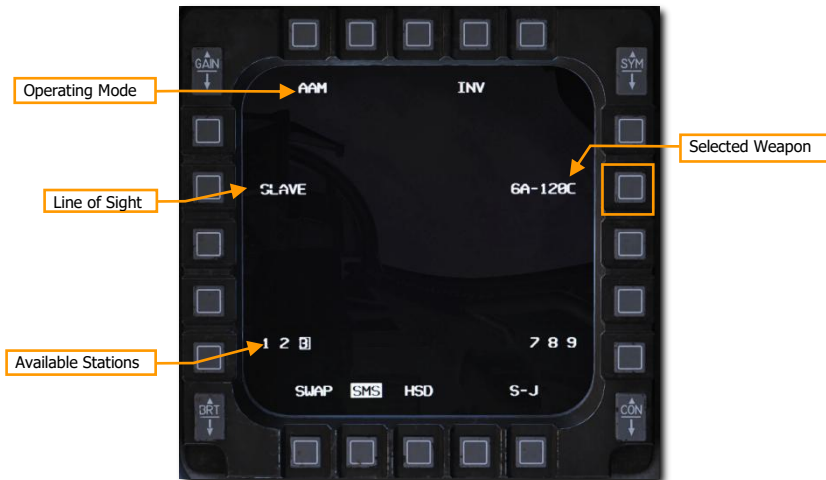 GAIN
SYM
Operating Mode
AAM INV
Selected Weapon
SLAVE 6A-120C
Line of Sight
1 2 3 7 8 9
Available Stations
SWAP SMS HSD S-J
BRT
CON